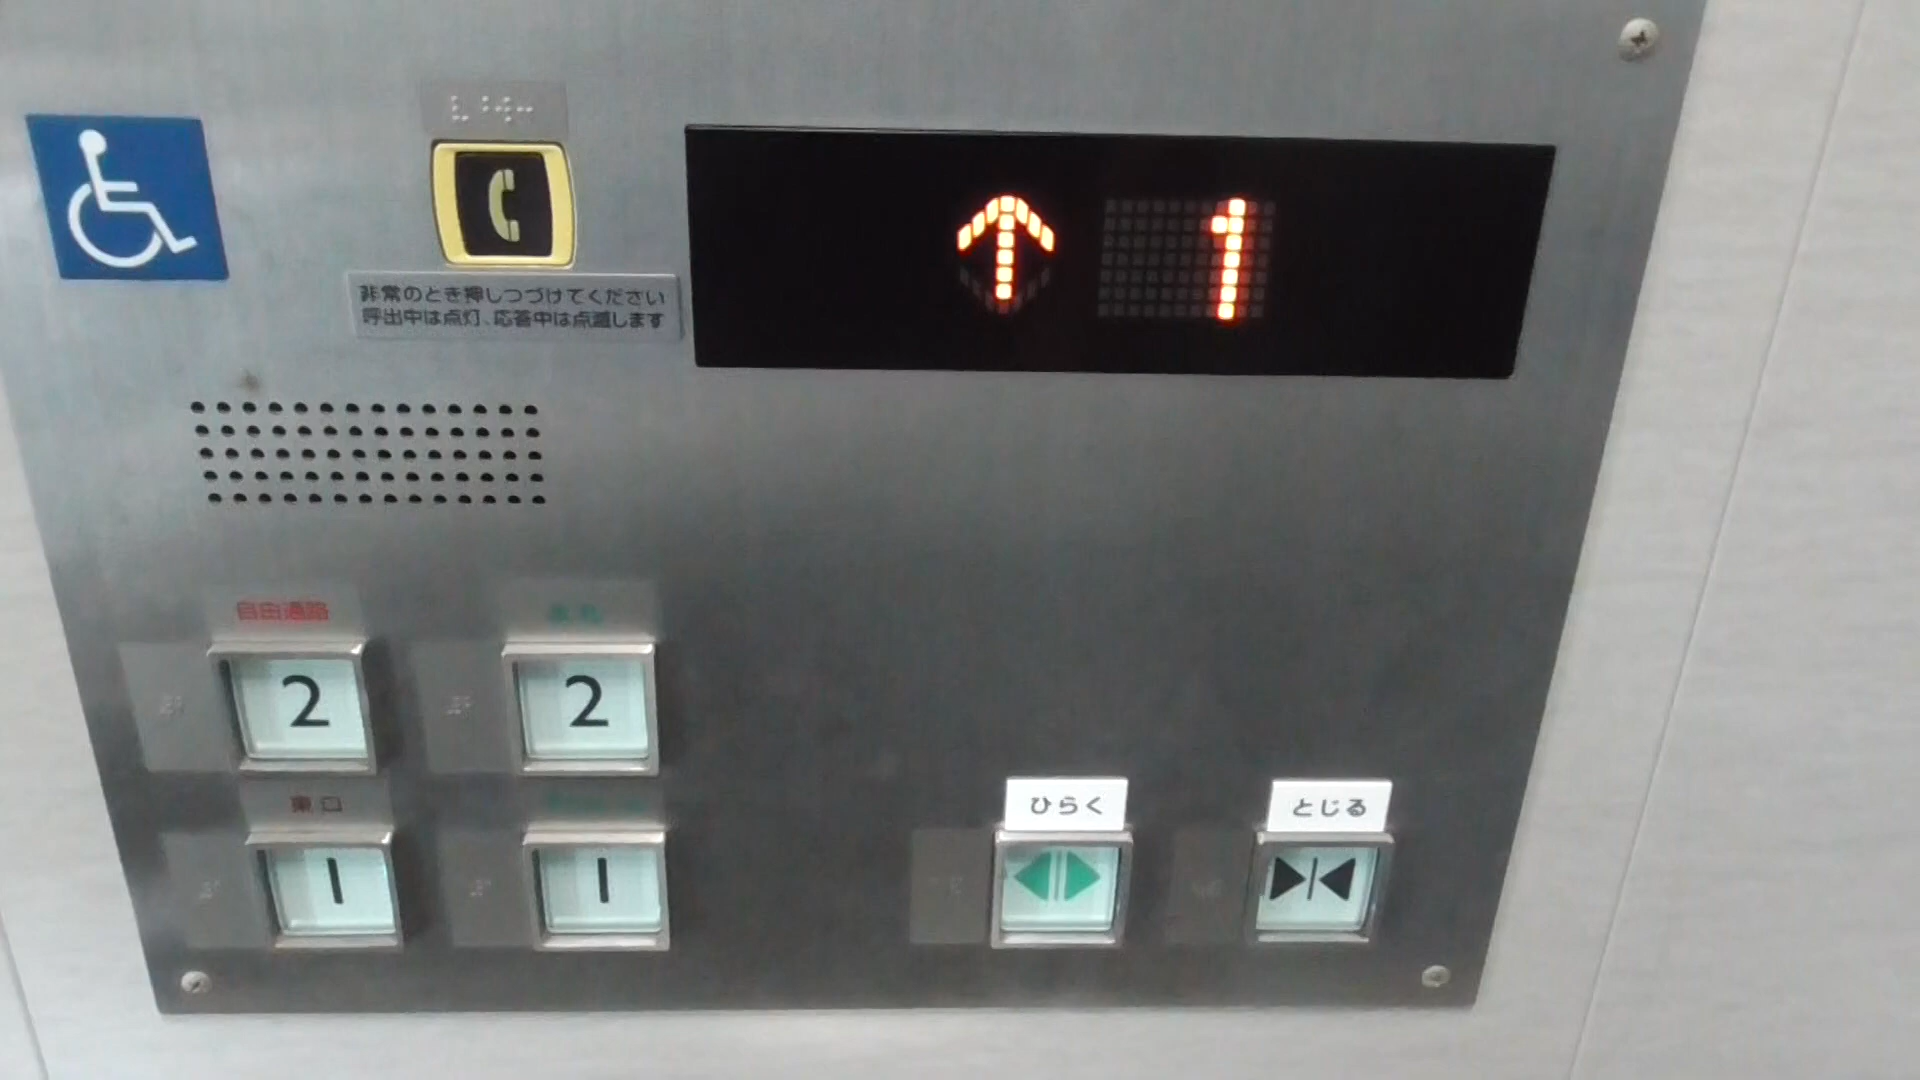 非常のとき押しつづけてください
呼出中は点灯、応答中は点滅します
1
自由通路
2
2
東口
1
1
ひらく
とじる